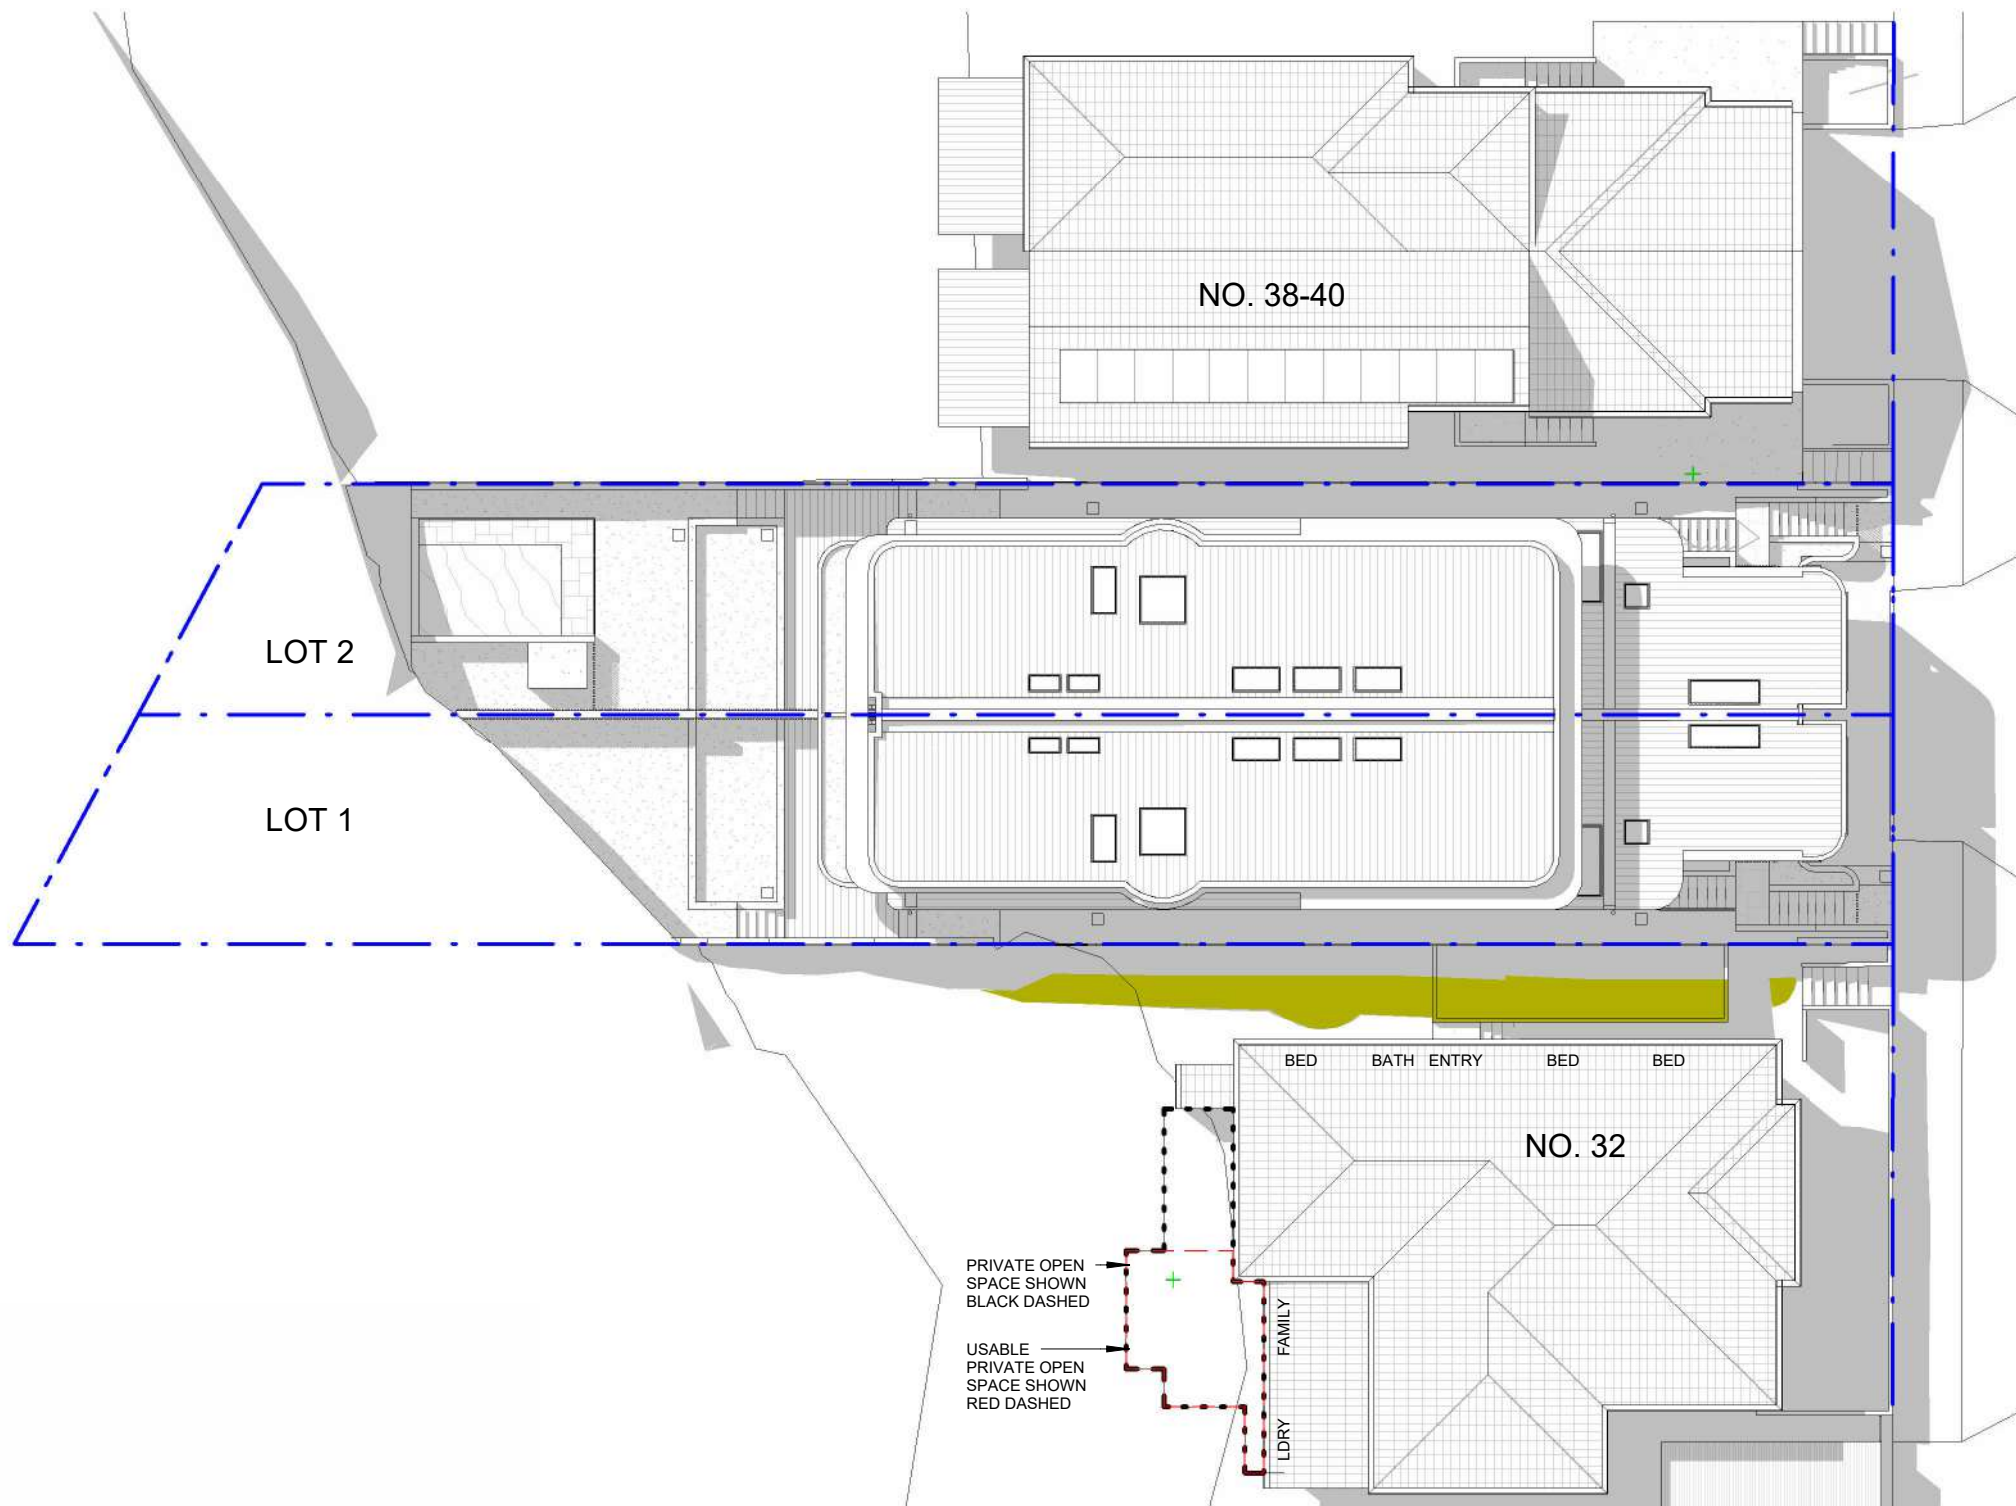 NO. 38-40
LOT 2
LOT 1
BED BATH ENTRY BED BED
NO. 32
PRIVATE OPEN
SPACE SHOWN
BLACK DASHED
USABLE
PRIVATE OPEN
SPACE SHOWN
RED DASHED
FAMILY
LDRY